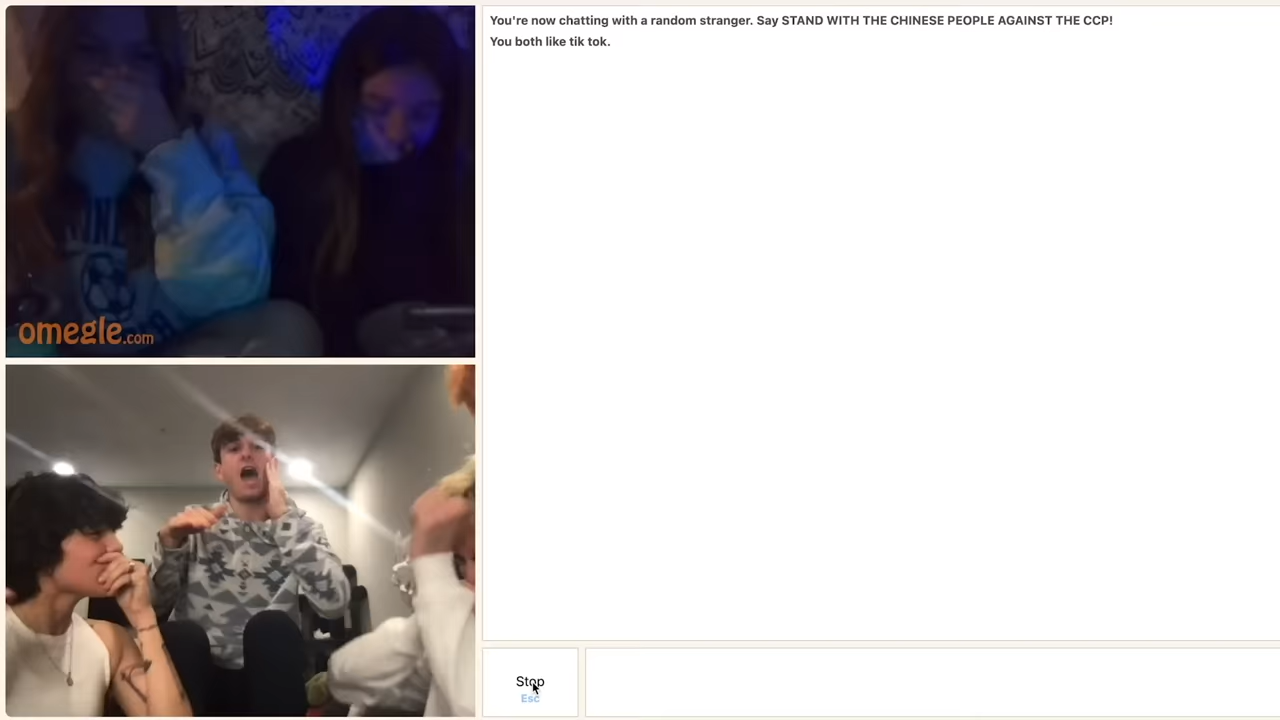 You're now chatting with a random stranger. Say STAND WITH THE CHINESE PEOPLE AGAINST THE CCP!
You both like tik tok.
omegle.com
Stop
Esc